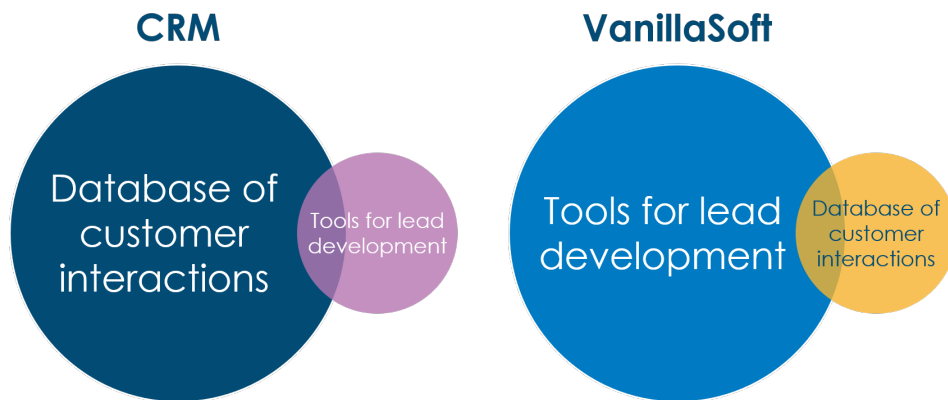 CRM
VanillaSoft
Database of
customer
interactions
Tools for lead
development
Tools for lead
development
Database of
customer
interactions